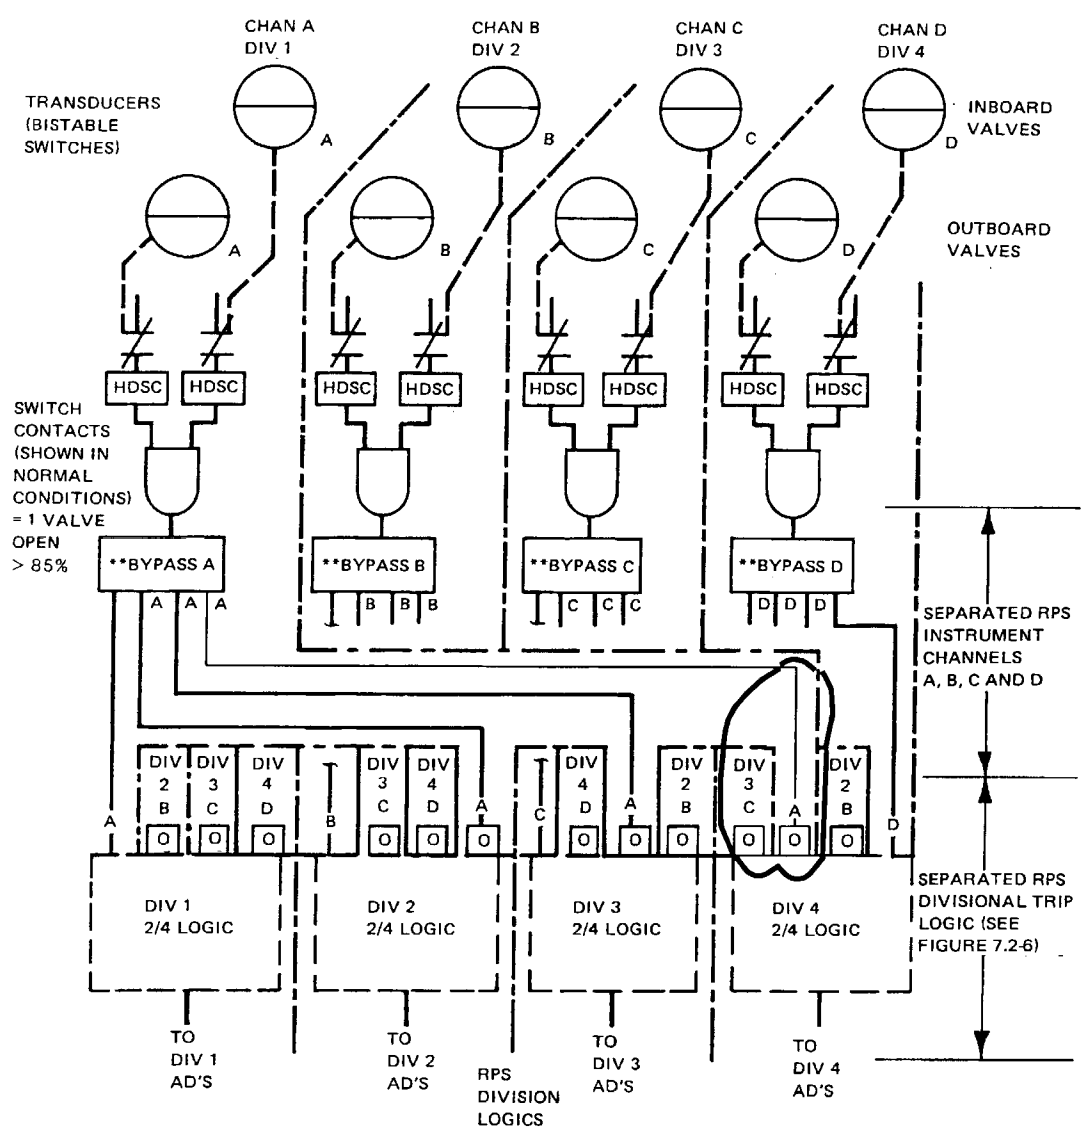 CHAN A
DIV 1
CHAN B
DIV 2
CHAN C
DIV 3
CHAN D
DIV 4
TRANSDUCERS
(BISTABLE
SWITCHES)
INBOARD
VALVES
A
B
C
D
OUTBOARD
VALVES
A
B
C
D
HDSC
HDSC
HDSC
HDSC
HDSC
HDSC
HDSC
HDSC
SWITCH
CONTACTS
(SHOWN IN
NORMAL
CONDITIONS)
= 1 VALVE
OPEN
> 85%
**BYPASS A
**BYPASS B
**BYPASS C
**BYPASS D
A A A
B B B
C C C
D D D
SEPARATED RPS
INSTRUMENT
CHANNELS
A, B, C AND D
A
DIV
2
B
O
DIV
3
C
O
DIV
4
D
O
B
DIV
3
C
O
DIV
4
D
O
A
O
C
DIV
4
D
O
A
O
DIV
2
B
O
DIV
3
C
O
A
O
DIV
2
B
O
D
DIV 1
2/4 LOGIC
DIV 2
2/4 LOGIC
DIV 3
2/4 LOGIC
DIV 4
2/4 LOGIC
SEPARATED RPS
DIVISIONAL TRIP
LOGIC (SEE
FIGURE 7.2-6)
TO
DIV 1
AD'S
TO
DIV 2
AD'S
RPS
DIVISION
LOGICS
TO
DIV 3
AD'S
TO
DIV 4
AD'S